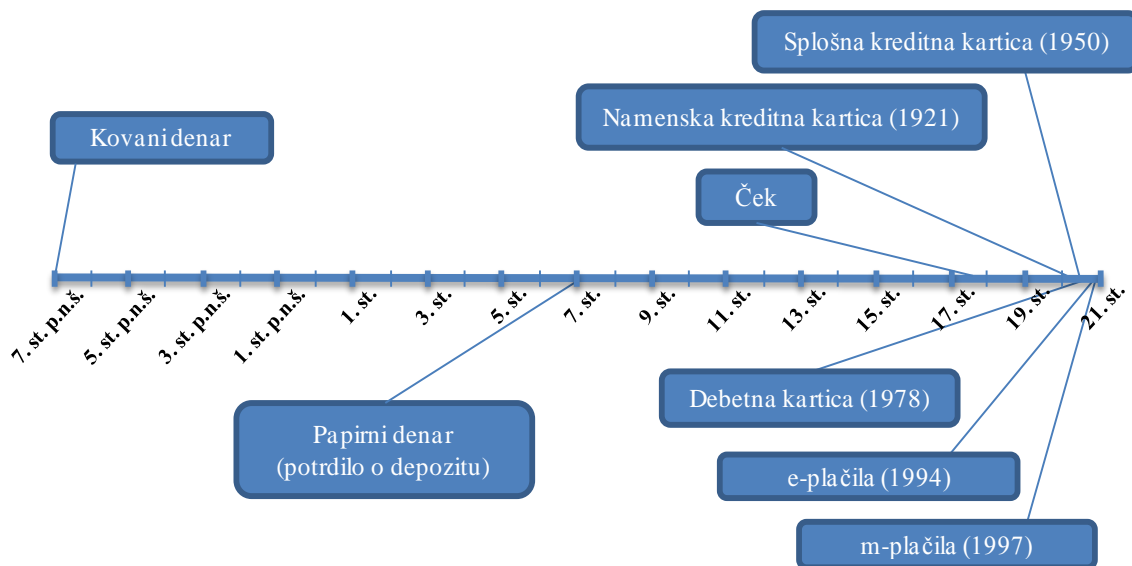 Splošna kreditna kartica (1950)
Namenska kreditna kartica (1921)
Kovani denar
Ček
7. st. p.n.š.
5. st. p.n.š.
3. st. p.n.š.
1. st. p.n.š.
1. st.
3. st.
5. st.
7. st.
9. st.
11. st.
13. st.
15. st.
17. st.
19. st.
21. st.
Debetna kartica (1978)
Papirni denar
(potrdilo o depozitu)
e-plačila (1994)
m-plačila (1997)